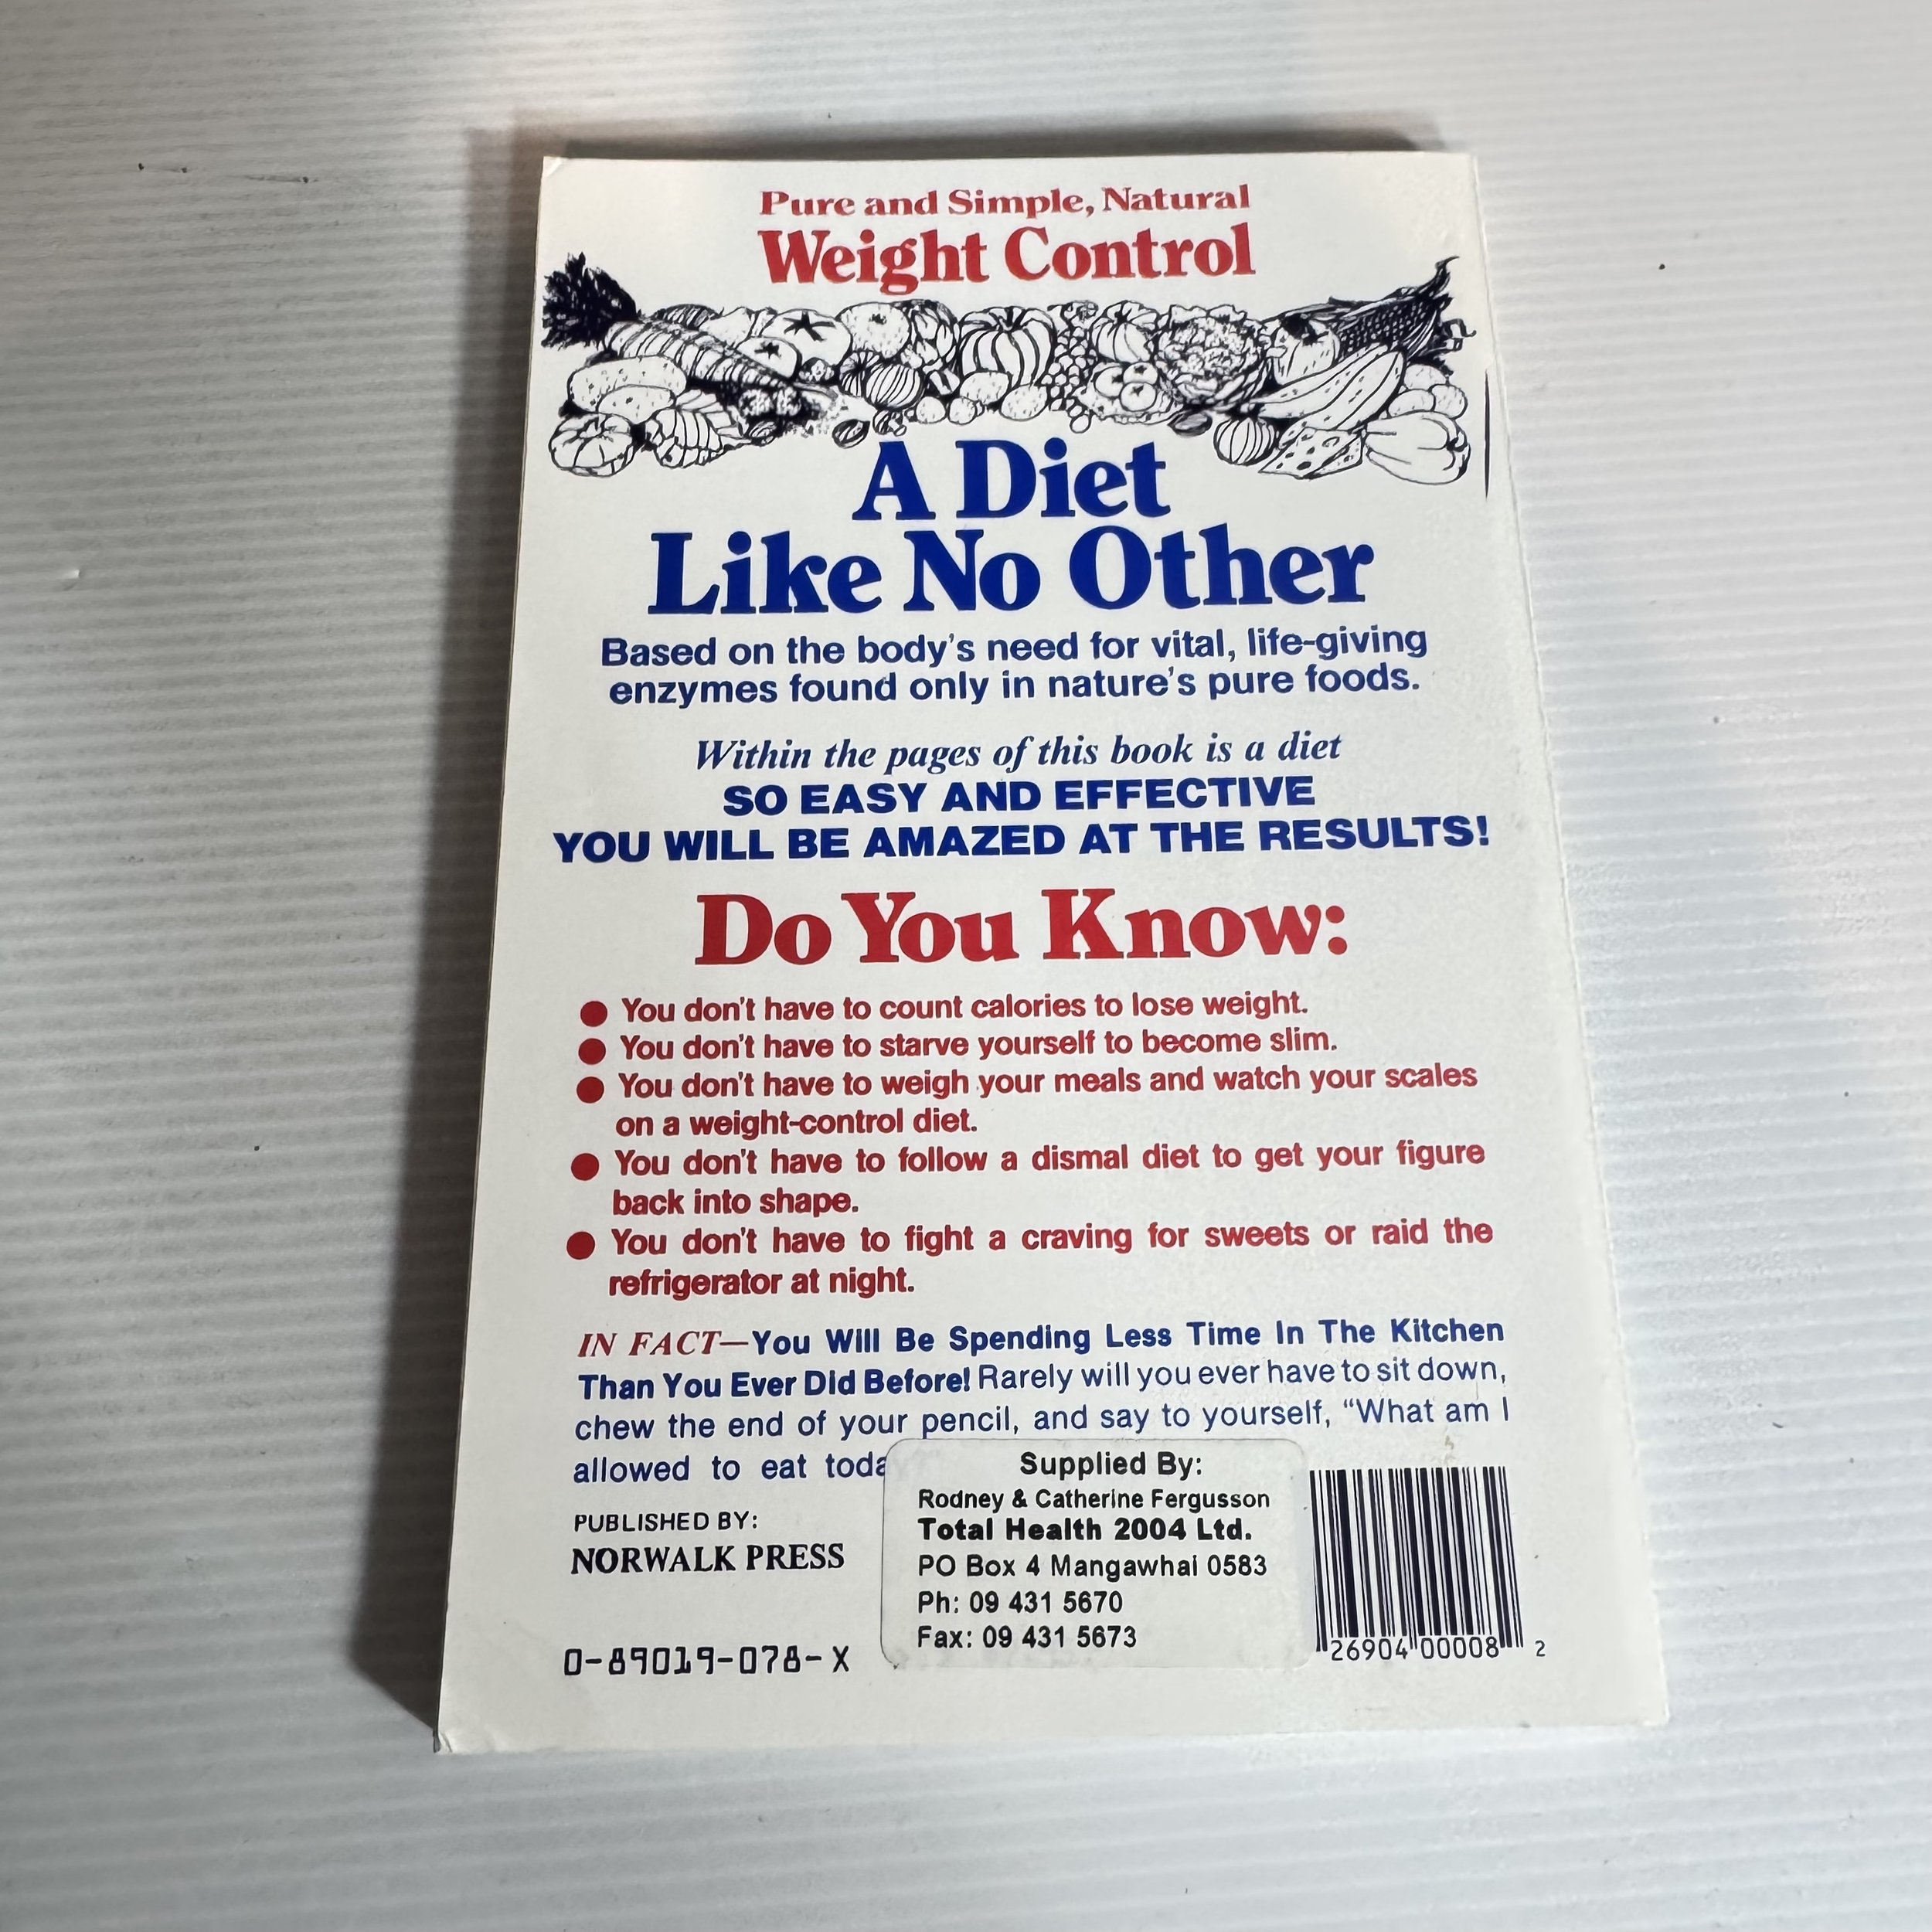 Pure and Simple, Natural
Weight Control
A Diet
Like No Other
Based on the body's need for vital, life-giving
enzymes found only in nature's pure foods.
Within the pages of this book is a diet
SO EASY AND EFFECTIVE
YOU WILL BE AMAZED AT THE RESULTS!
Do You Know:
● You don't have to count calories to lose weight.
● You don't have to starve yourself to become slim.
● You don't have to weigh your meals and watch your scales
on a weight-control diet.
● You don't have to follow a dismal diet to get your figure
back into shape.
● You don't have to fight a craving for sweets or raid the
refrigerator at night.
IN FACT—You Will Be Spending Less Time In The Kitchen
Than You Ever Did Before! Rarely will you ever have to sit down,
chew the end of your pencil, and say to yourself, “What am I
allowed to eat toda
PUBLISHED BY:
NORWALK PRESS
0-89019-078-X
Supplied By:
Rodney & Catherine Fergusson
Total Health 2004 Ltd.
PO Box 4 Mangawhai 0583
Ph: 09 431 5670
Fax: 09 431 5673
26904 00008 2